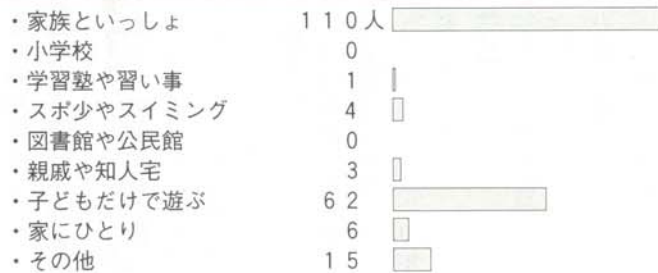 ・家族といっしょ 110人
・小学校 0
・学習塾や習い事 1
・スポ少やスイミング 4
・図書館や公民館 0
・親戚や知人宅 3
・子どもだけで遊ぶ 62
・家にひとり 6
・その他 15